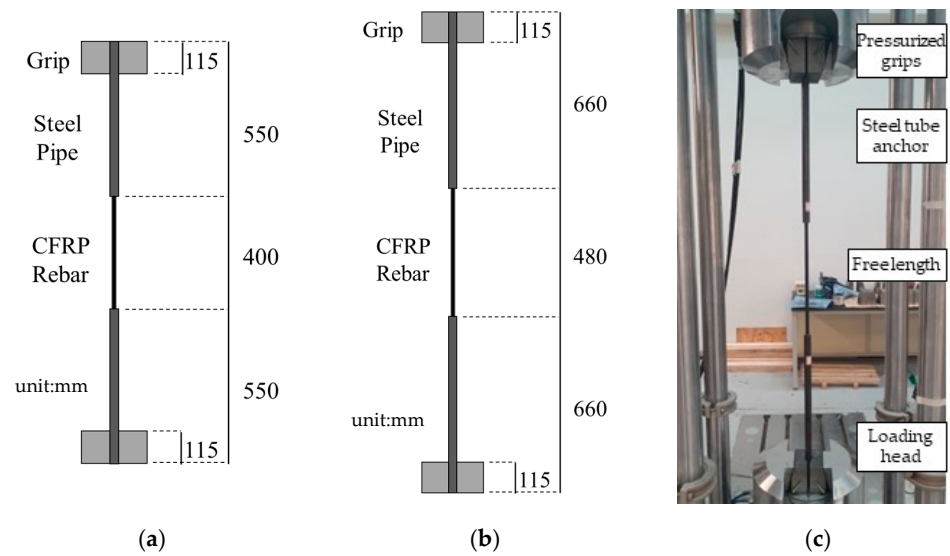 Grip
115
Steel
Pipe
550
CFRP
Rebar
400
unit:mm
550
115
(a)
Grip
115
660
Steel
Pipe
CFRP
Rebar
480
unit:mm
660
115
(b)
Pressurized
grips
Steel tube
anchor
Free length
Loading
head
(c)